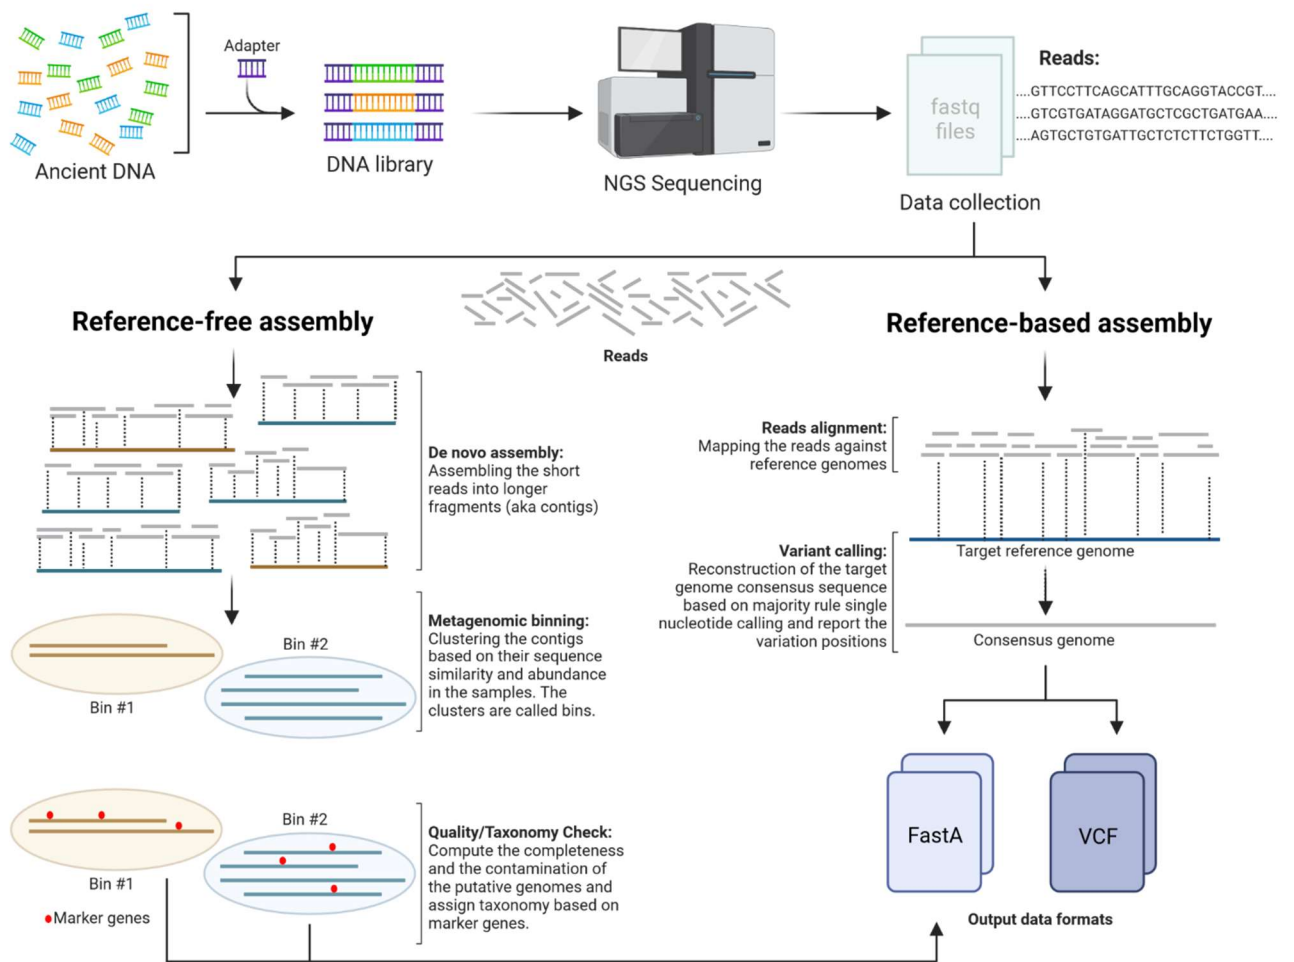 Adapter
Ancient DNA
DNA library
NGS Sequencing
fastq
files
Data collection
Reads:
....GTTCCTTCAGCATTTGCAGGTACCGT....
....GTCGTGATAGGATGCTCGCTGATGAA....
....AGTGCTGTGATTGCTCTCTTCTGGTT....
Reference-free assembly
Reads
Reference-based assembly
De novo assembly:
Assembling the short
reads into longer
fragments (aka contigs)
Metagenomic binning:
Clustering the contigs
based on their sequence
similarity and abundance
in the samples. The
clusters are called bins.
Bin #1
Bin #2
Quality/Taxonomy Check:
Compute the completeness
and the contamination of
the putative genomes and
assign taxonomy based on
marker genes.
Bin #1
Bin #2
Marker genes
Reads alignment:
Mapping the reads against
reference genomes
Target reference genome
Variant calling:
Reconstruction of the target
genome consensus sequence
based on majority rule single
nucleotide calling and report the
variation positions
Consensus genome
FastA
VCF
Output data formats